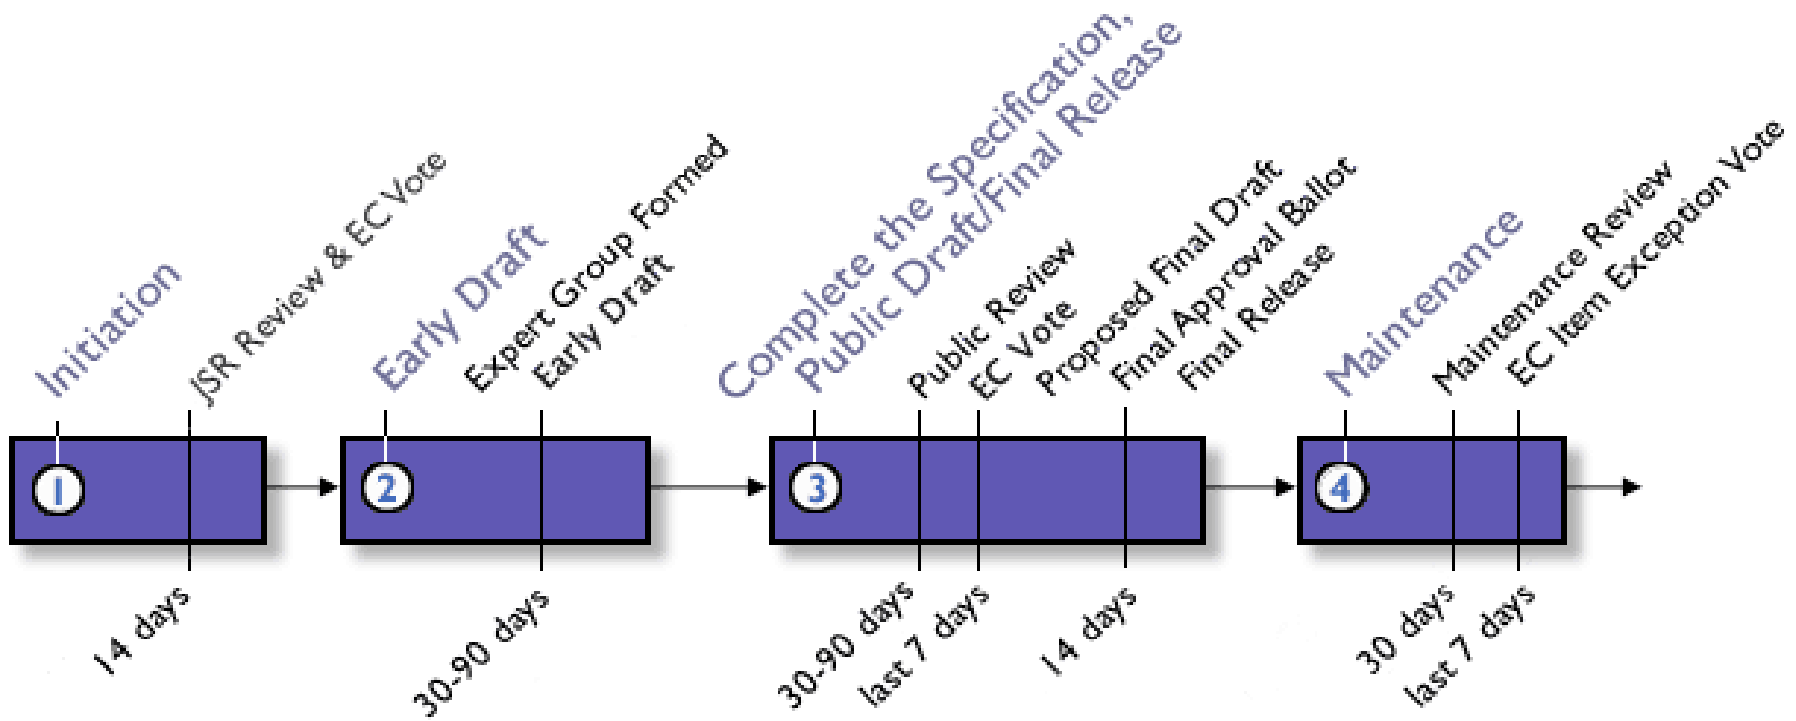 Initiation
JSR Review & EC Vote
Early Draft
Expert Group Formed
Early Draft
Complete the Specification,
Public Draft/Final Release
Public Review
EC Vote
Proposed Final Draft
Final Approval Ballot
Final Release
Maintenance
Maintenance Review
EC Item Exception Vote
1
2
3
4
14 days
30-90 days
30-90 days
last 7 days
14 days
30 days
last 7 days